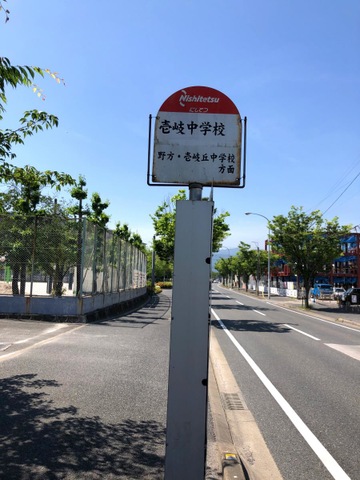 Nishitetsu
にしてつ
壱岐中学校
野方・壱岐丘中学校
方面